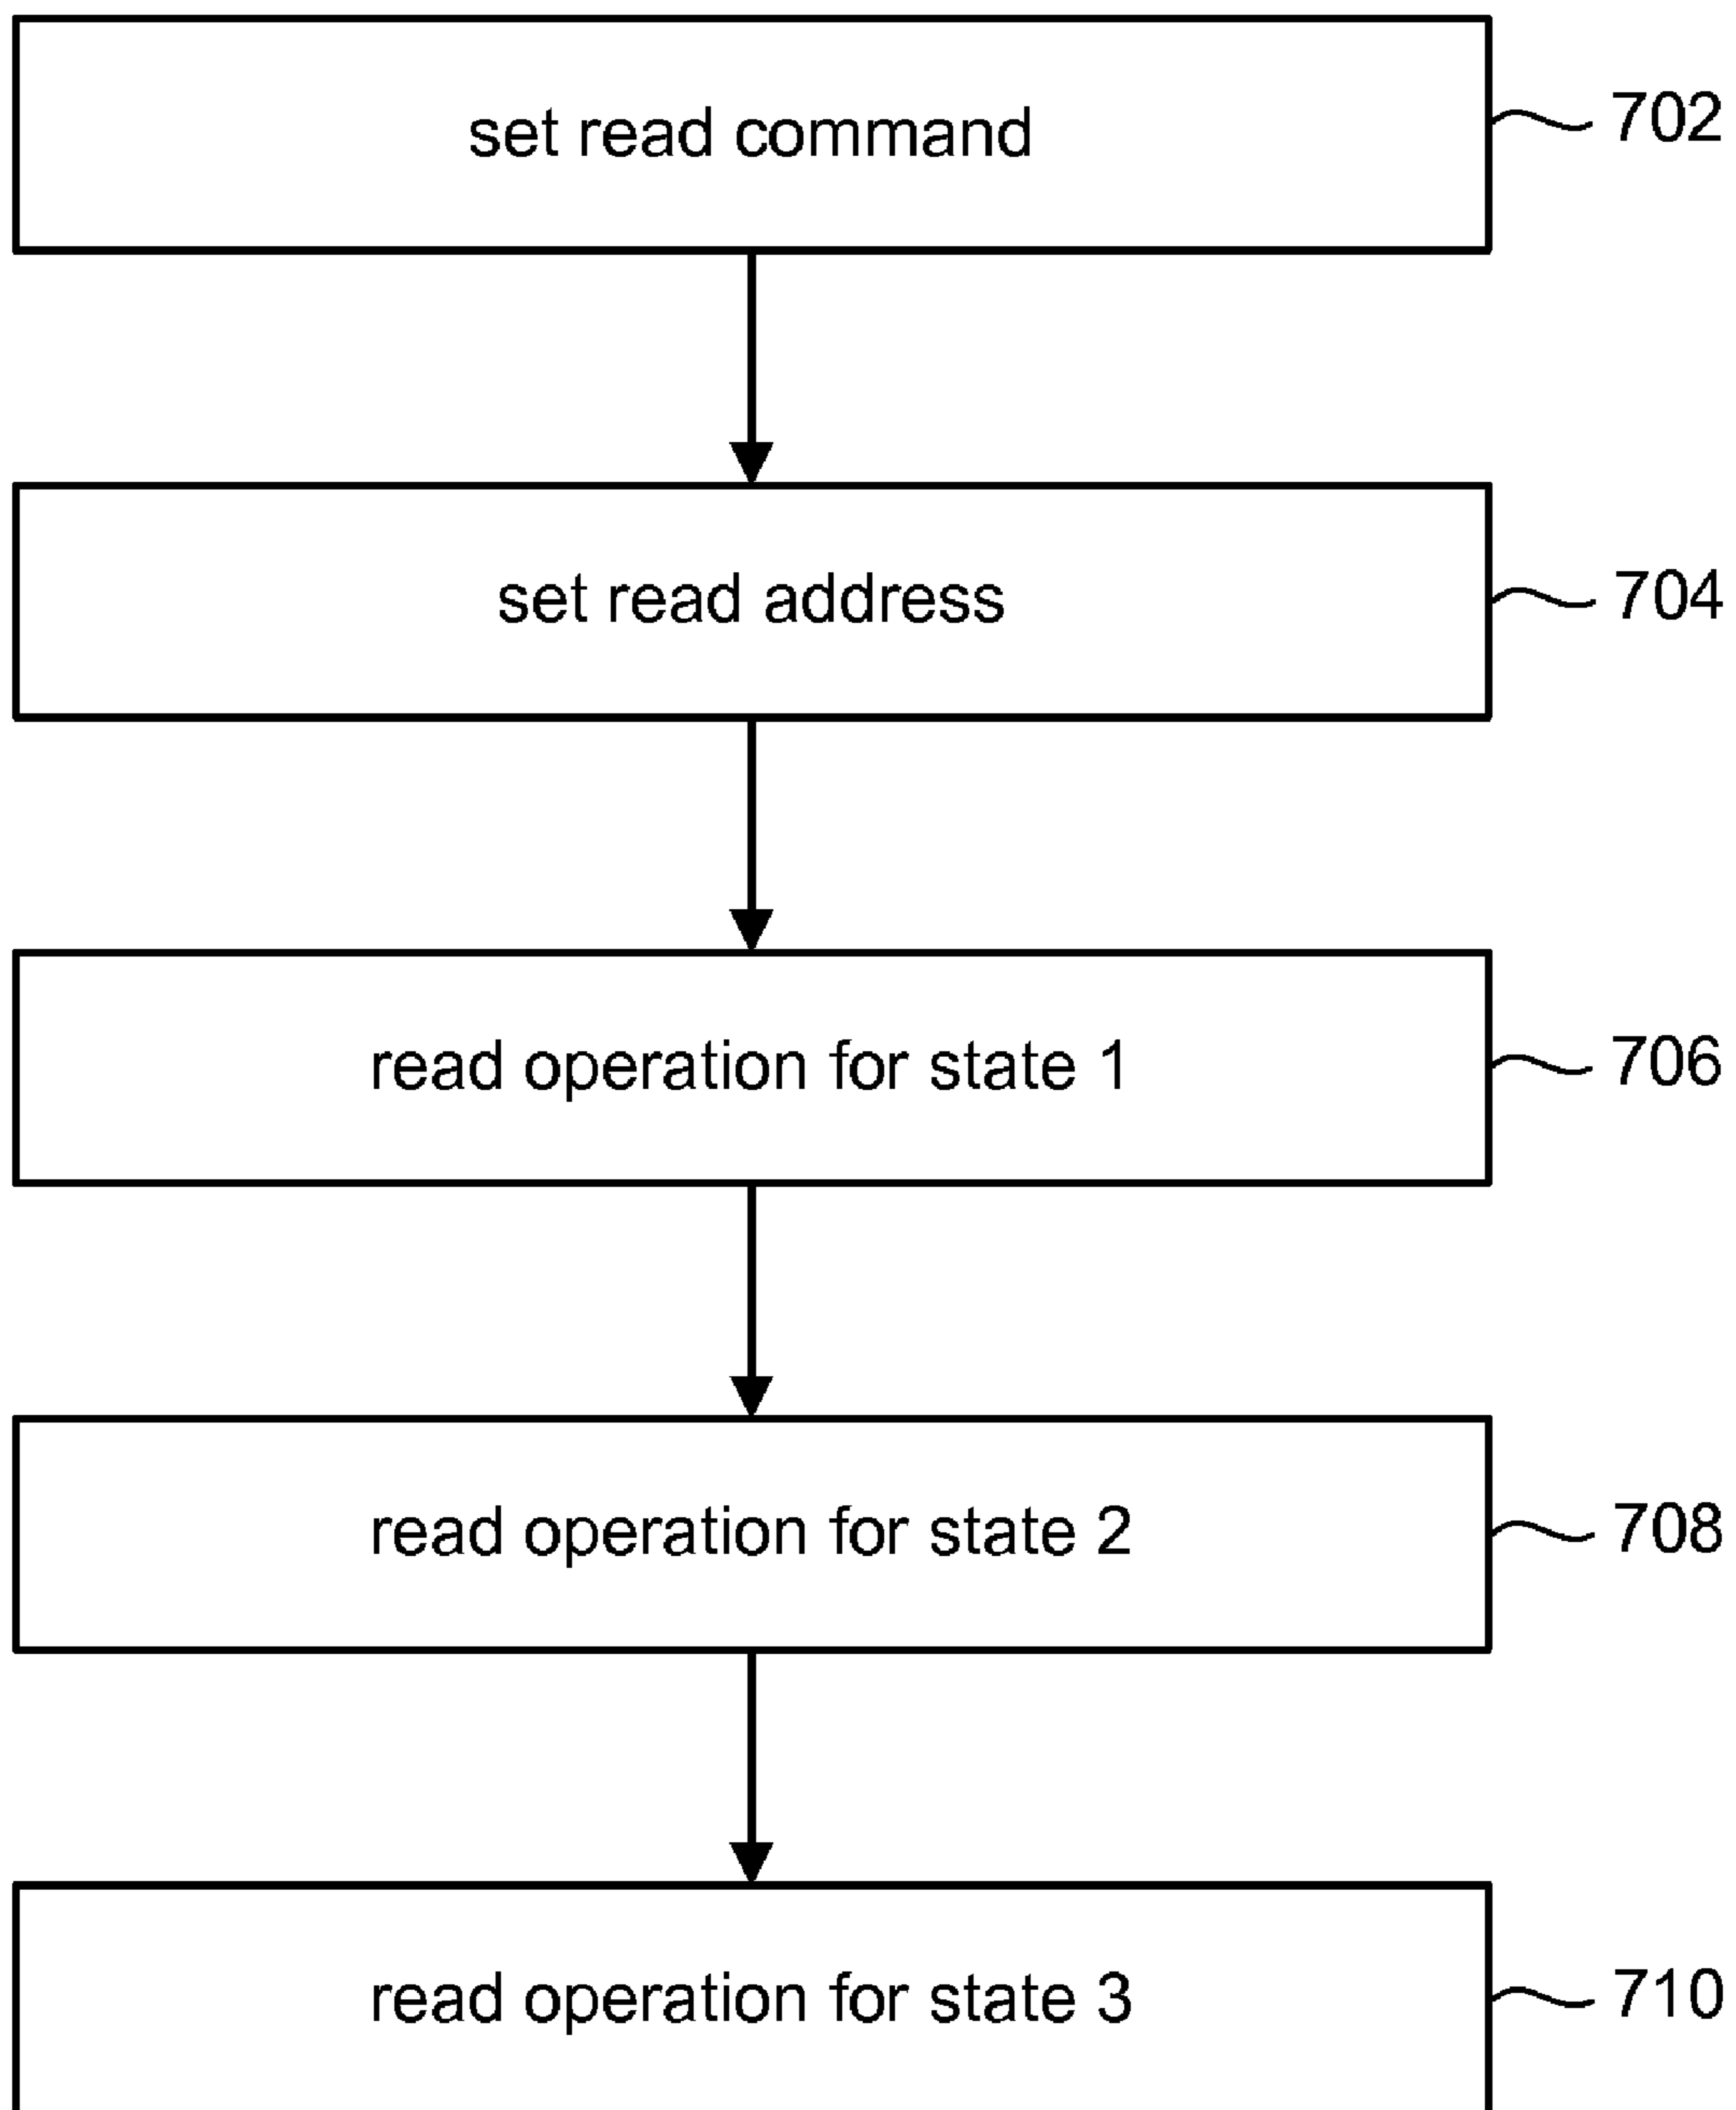 set read command 702
set read address 704
read operation for state 1 706
read operation for state 2 708
read operation for state 3 710